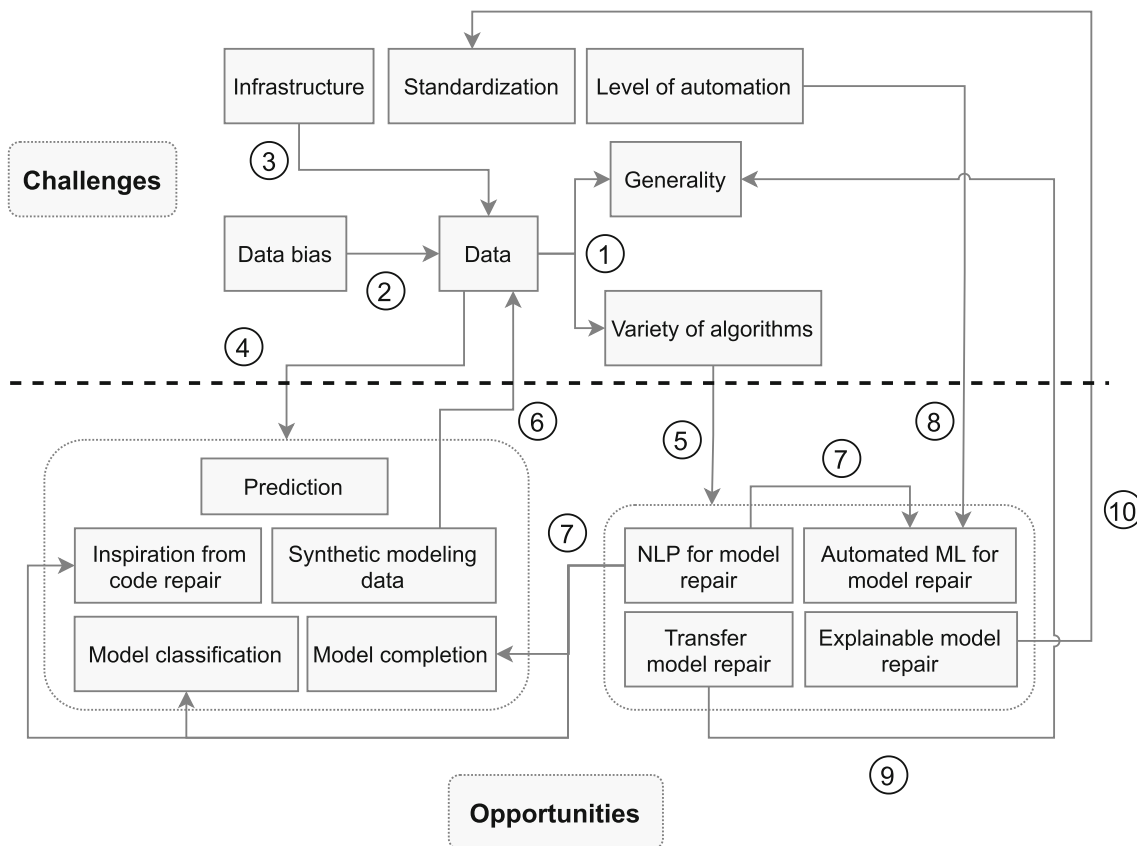 Infrastructure
Standardization
Level of automation
3
Challenges
Generality
Data bias
Data
1
2
Variety of algorithms
4
6
5
8
7
10
Prediction
7
Inspiration from
code repair
Synthetic modeling
data
NLP for model
repair
Automated ML for
model repair
Model classification
Model completion
Transfer
model repair
Explainable model
repair
9
Opportunities